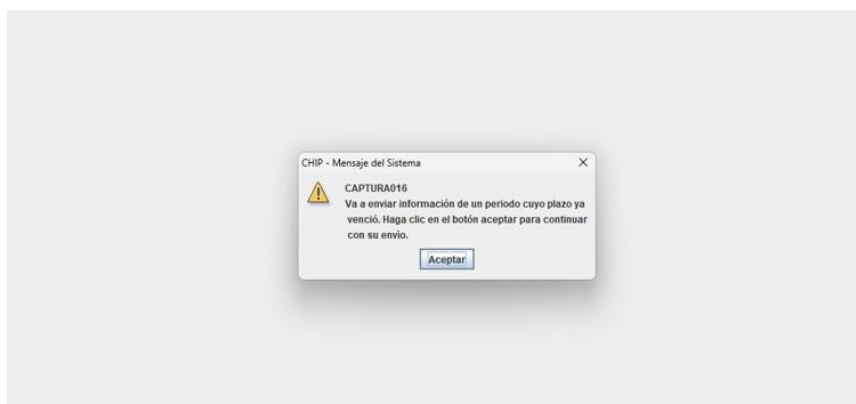 CHIP - Mensaje del Sistema
CAPTURA016
Va a enviar información de un periodo cuyo plazo ya
venció. Haga clic en el botón aceptar para continuar
con su envío.
Aceptar